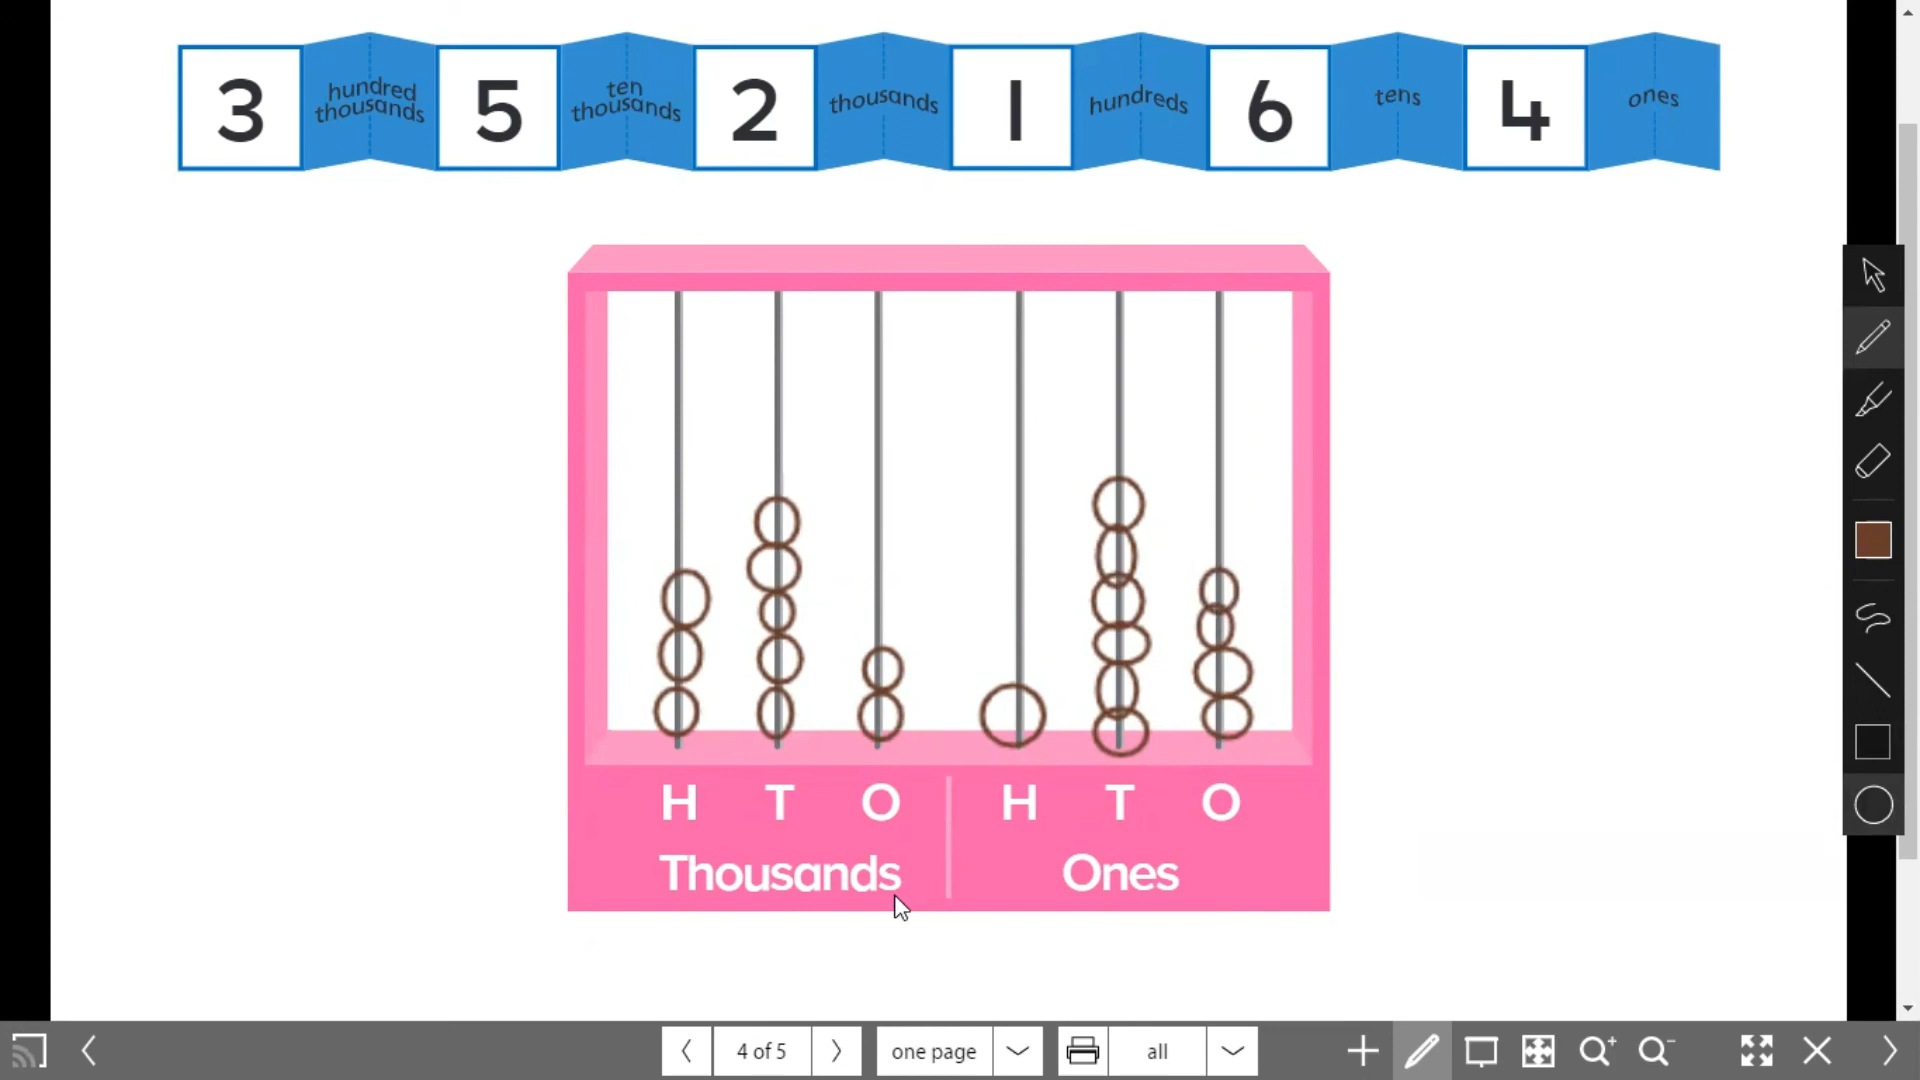 3 hundred thousands 5 ten thousands 2 thousands 1 hundreds 6 tens 4 ones
H T O H T O
Thousands Ones
4 of 5 one page all